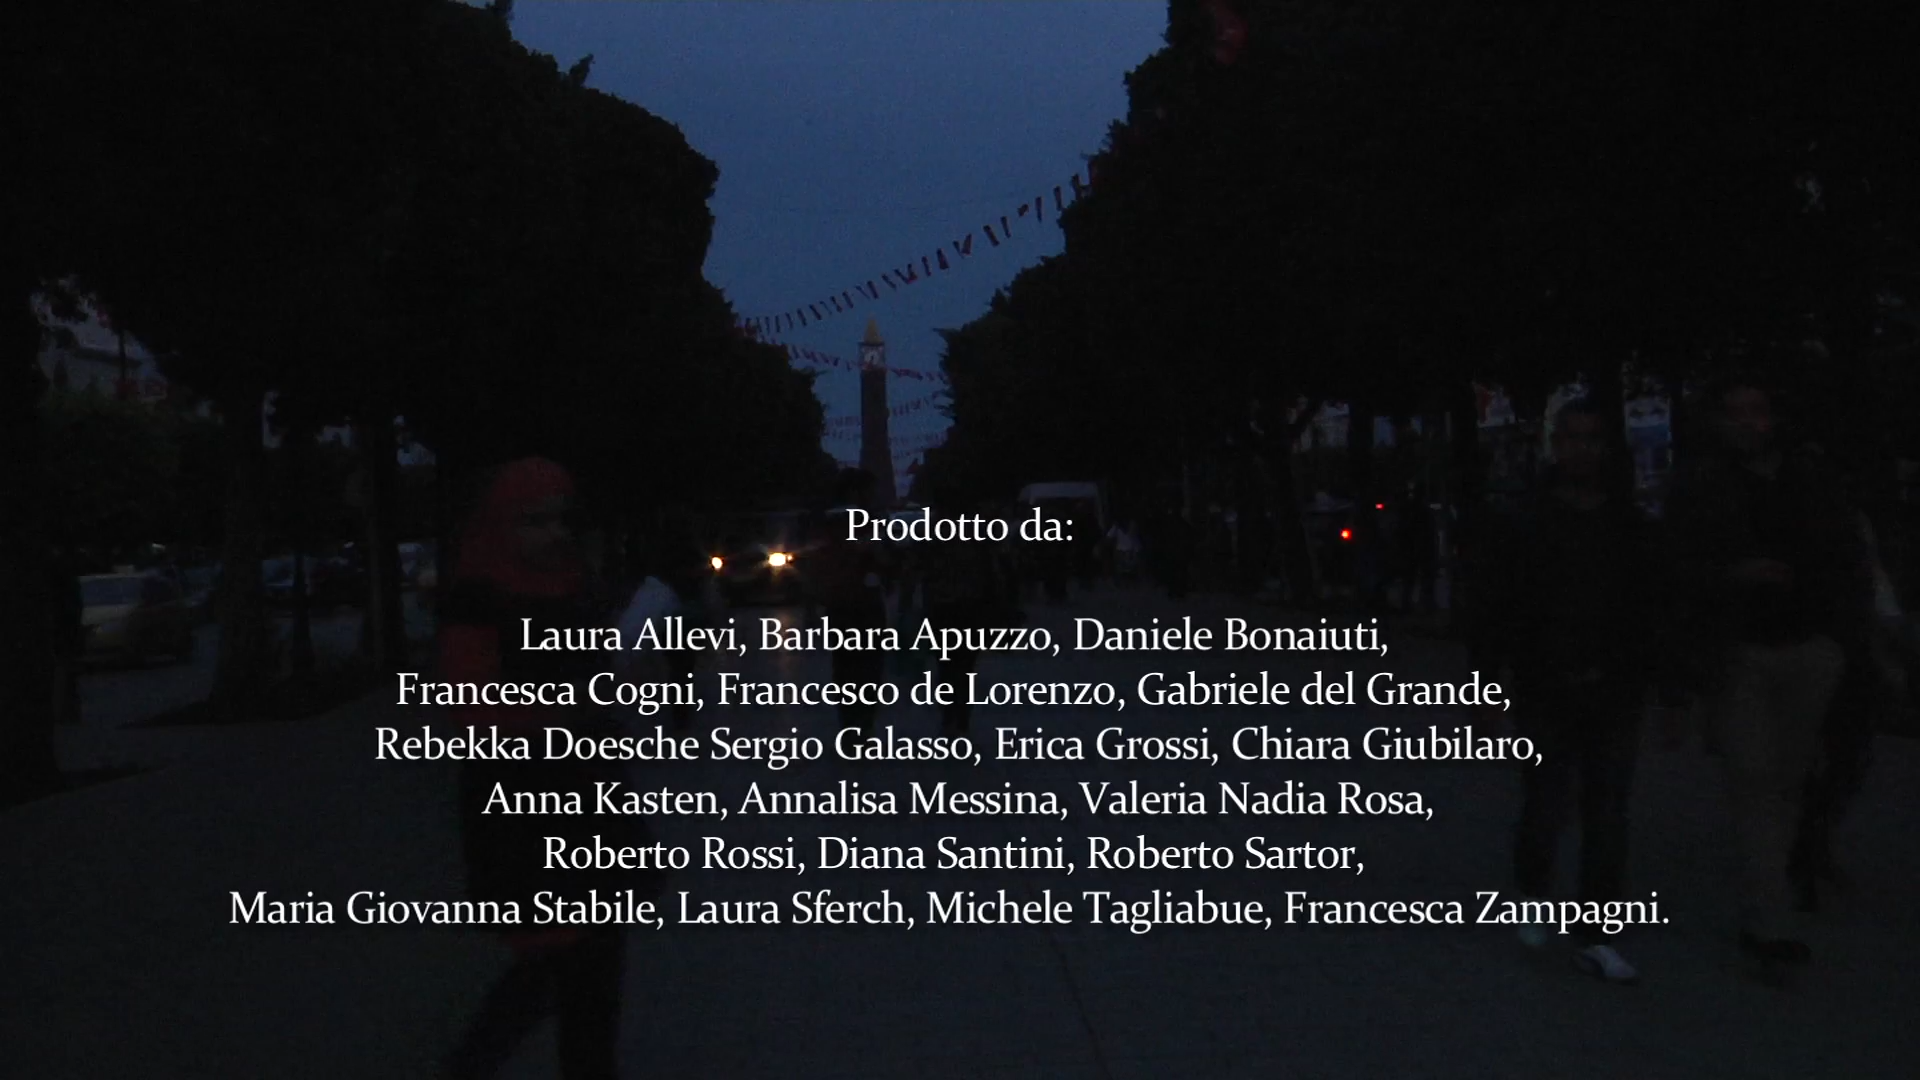 Prodotto da:
Laura Allevi, Barbara Apuzzo, Daniele Bonaiuti,
Francesca Cogni, Francesco de Lorenzo, Gabriele del Grande,
Rebekka Doesche Sergio Galasso, Erica Grossi, Chiara Giubilaro,
Anna Kasten, Annalisa Messina, Valeria Nadia Rosa,
Roberto Rossi, Diana Santini, Roberto Sartor,
Maria Giovanna Stabile, Laura Sferch, Michele Tagliabue, Francesca Zampagni.